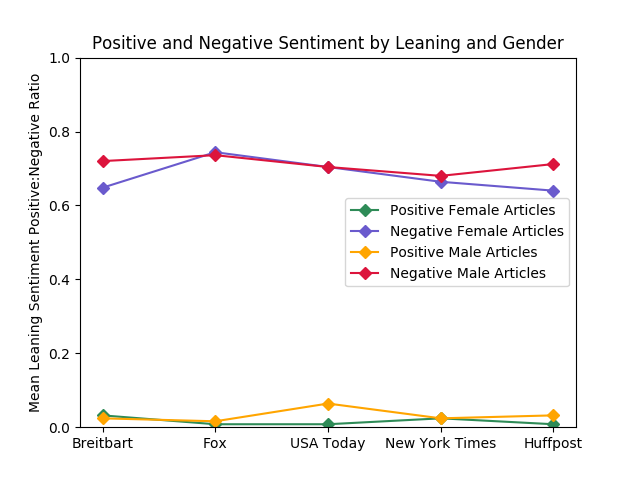 Positive and Negative Sentiment by Leaning and Gender
Mean Leaning Sentiment Positive:Negative Ratio
1.0
0.8
0.6
0.4
0.2
0.0
Positive Female Articles
Negative Female Articles
Positive Male Articles
Negative Male Articles
Breitbart Fox USA Today New York Times Huffpost